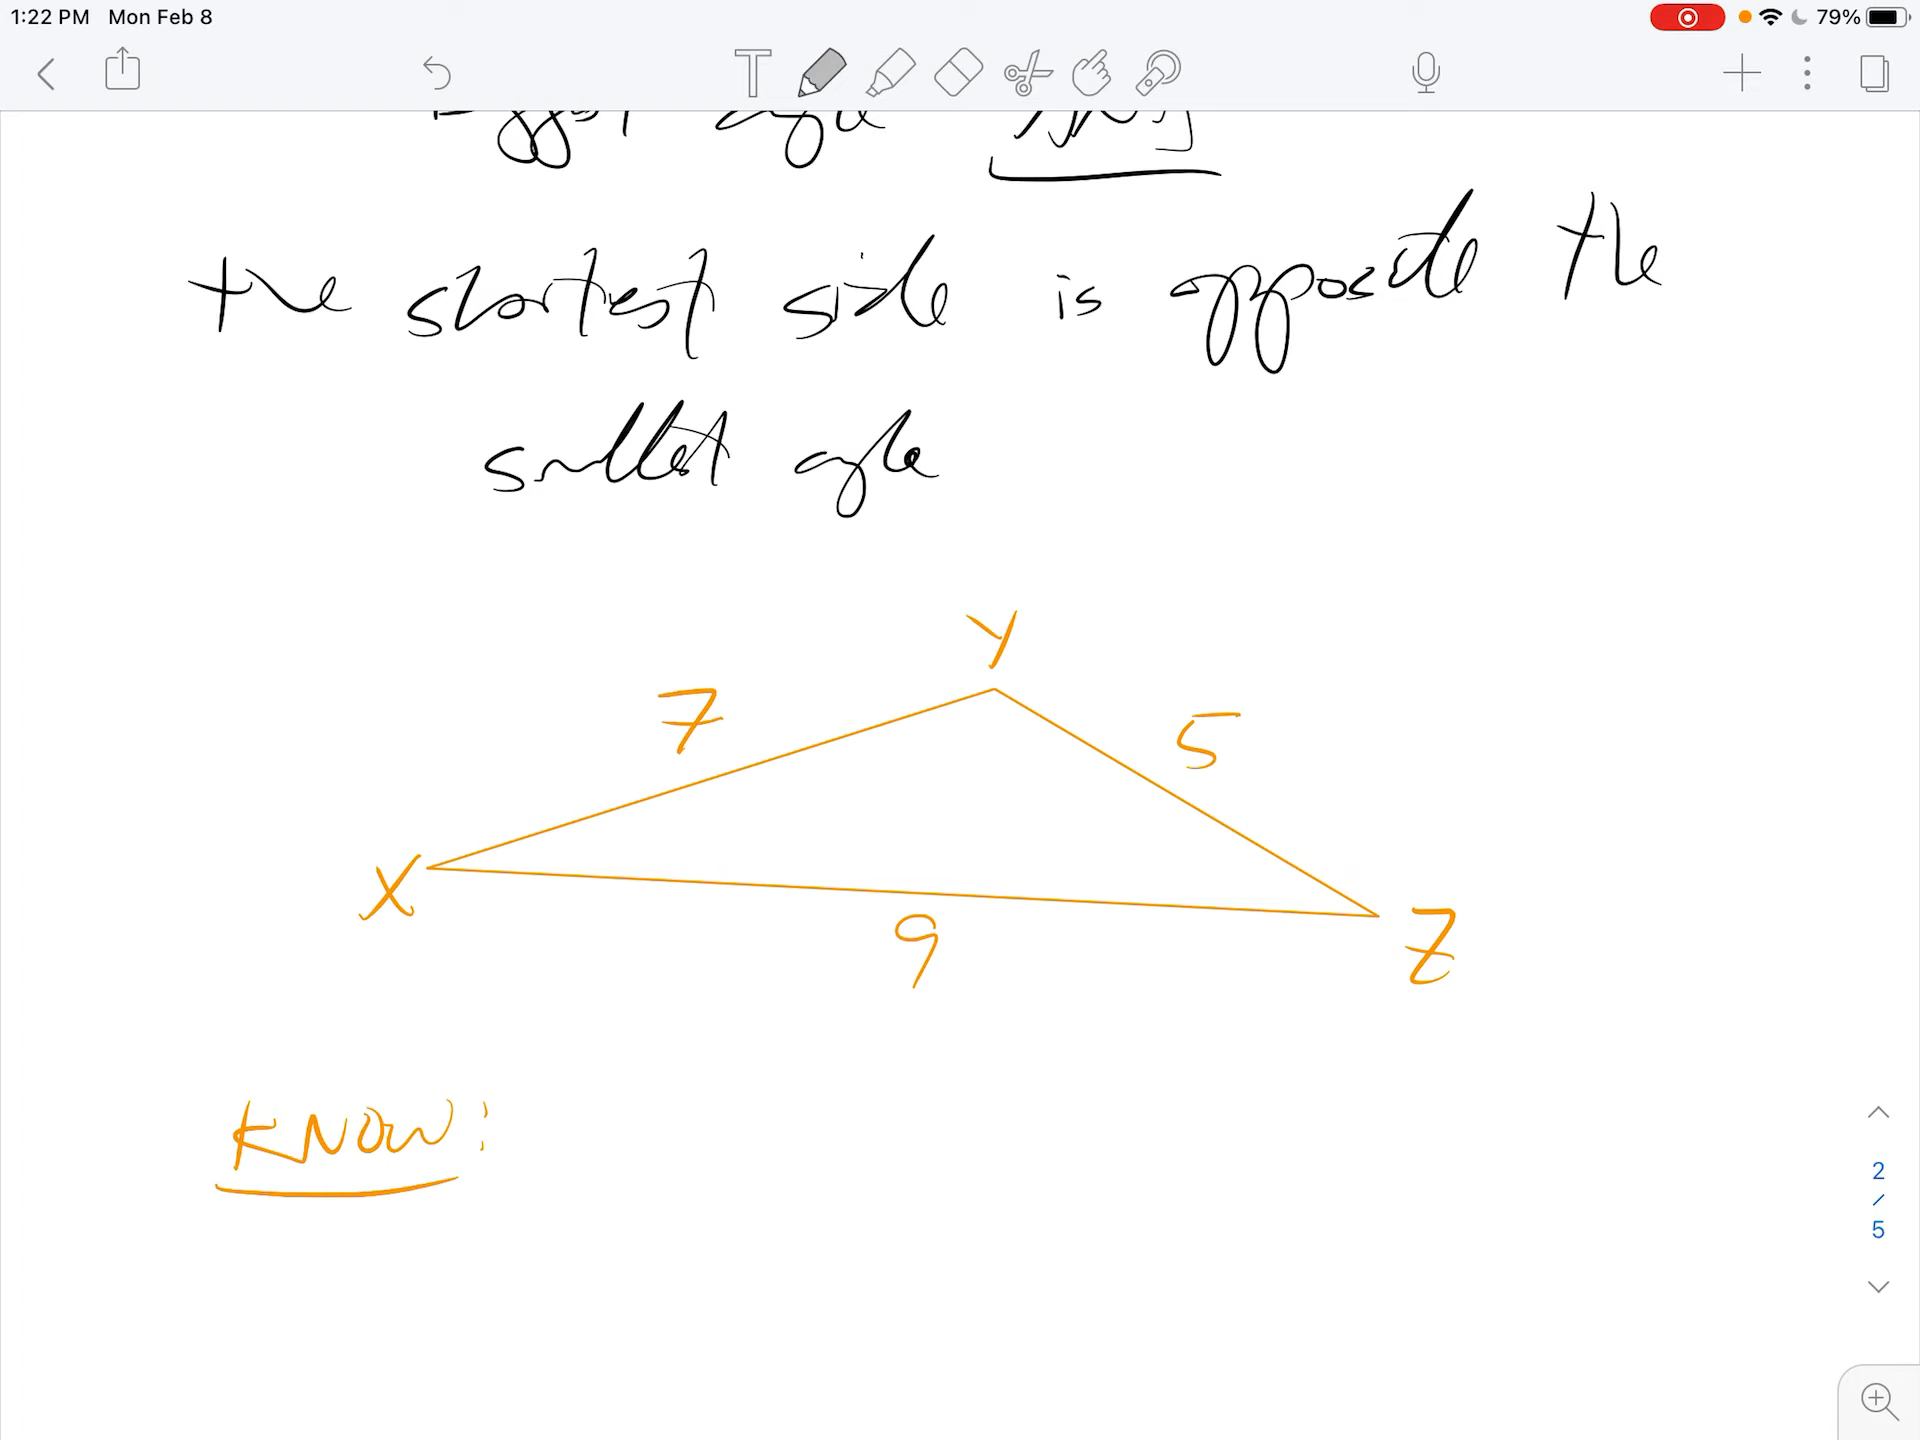 1:22 PM Mon Feb 8
79%
T
angle
the shortest side is opposite the
smallest angle
Y
7
5
X
9
Z
KNOW:
2
/
5